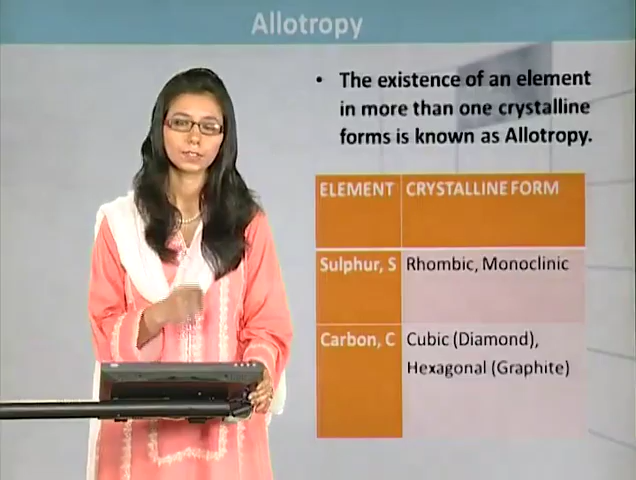 Allotropy
• The existence of an element
in more than one crystalline
forms is known as Allotropy.
ELEMENT CRYSTALLINE FORM
Sulphur, S Rhombic, Monoclinic
Carbon, C Cubic (Diamond),
Hexagonal (Graphite)